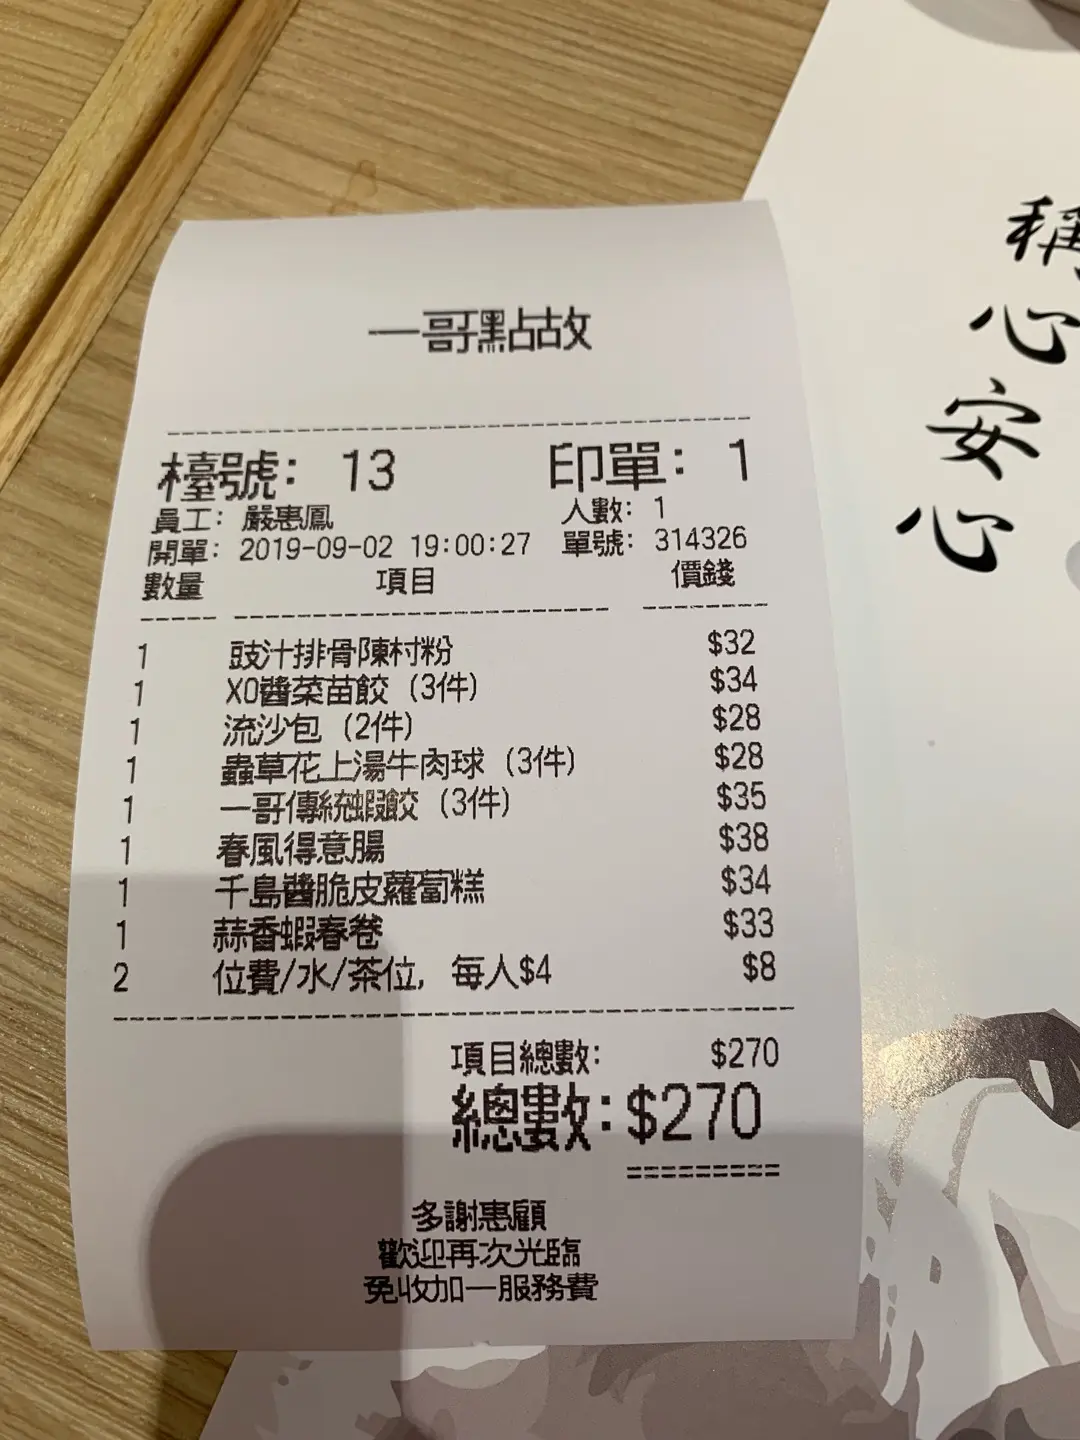 一哥點故
檯號: 13 印單: 1
員工: 嚴惠鳳 人數: 1
開單: 2019-09-02 19:00:27 單號: 314326
數量 項目 價錢
1 豉汁排骨陳村粉 $32
1 XO醬菜苗餃 (3件) $34
1 流沙包 (2件) $28
1 蟲草花上湯牛肉球 (3件) $28
1 一哥傳統蝦餃 (3件) $35
1 春風得意腸 $38
1 千島醬脆皮蘿蔔糕 $34
1 蒜香蝦春卷 $33
2 位費/水/茶位, 每人$4 $8
項目總數: $270
總數: $270
多謝惠顧
歡迎再次光臨
免收加一服務費
稱心安心